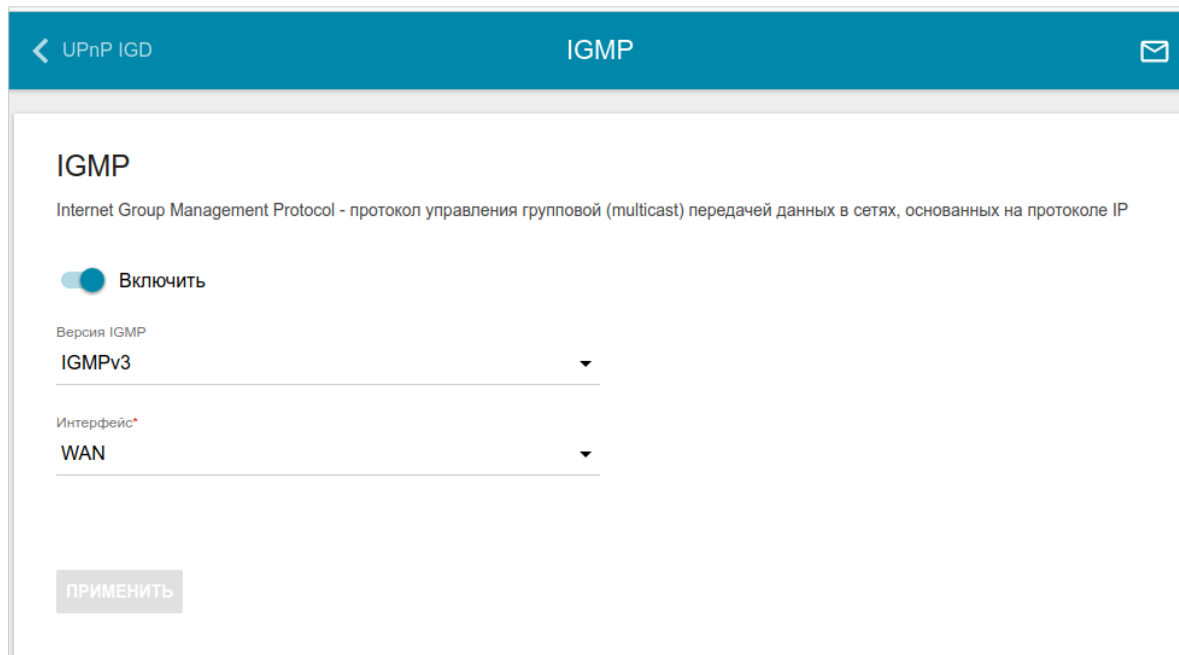 UPnP IGD
IGMP
IGMP
Internet Group Management Protocol - протокол управления групповой (multicast) передачей данных в сетях, основанных на протоколе IP
Включить
Версия IGMP
IGMPv3
Интерфейс*
WAN
ПРИМЕНИТЬ